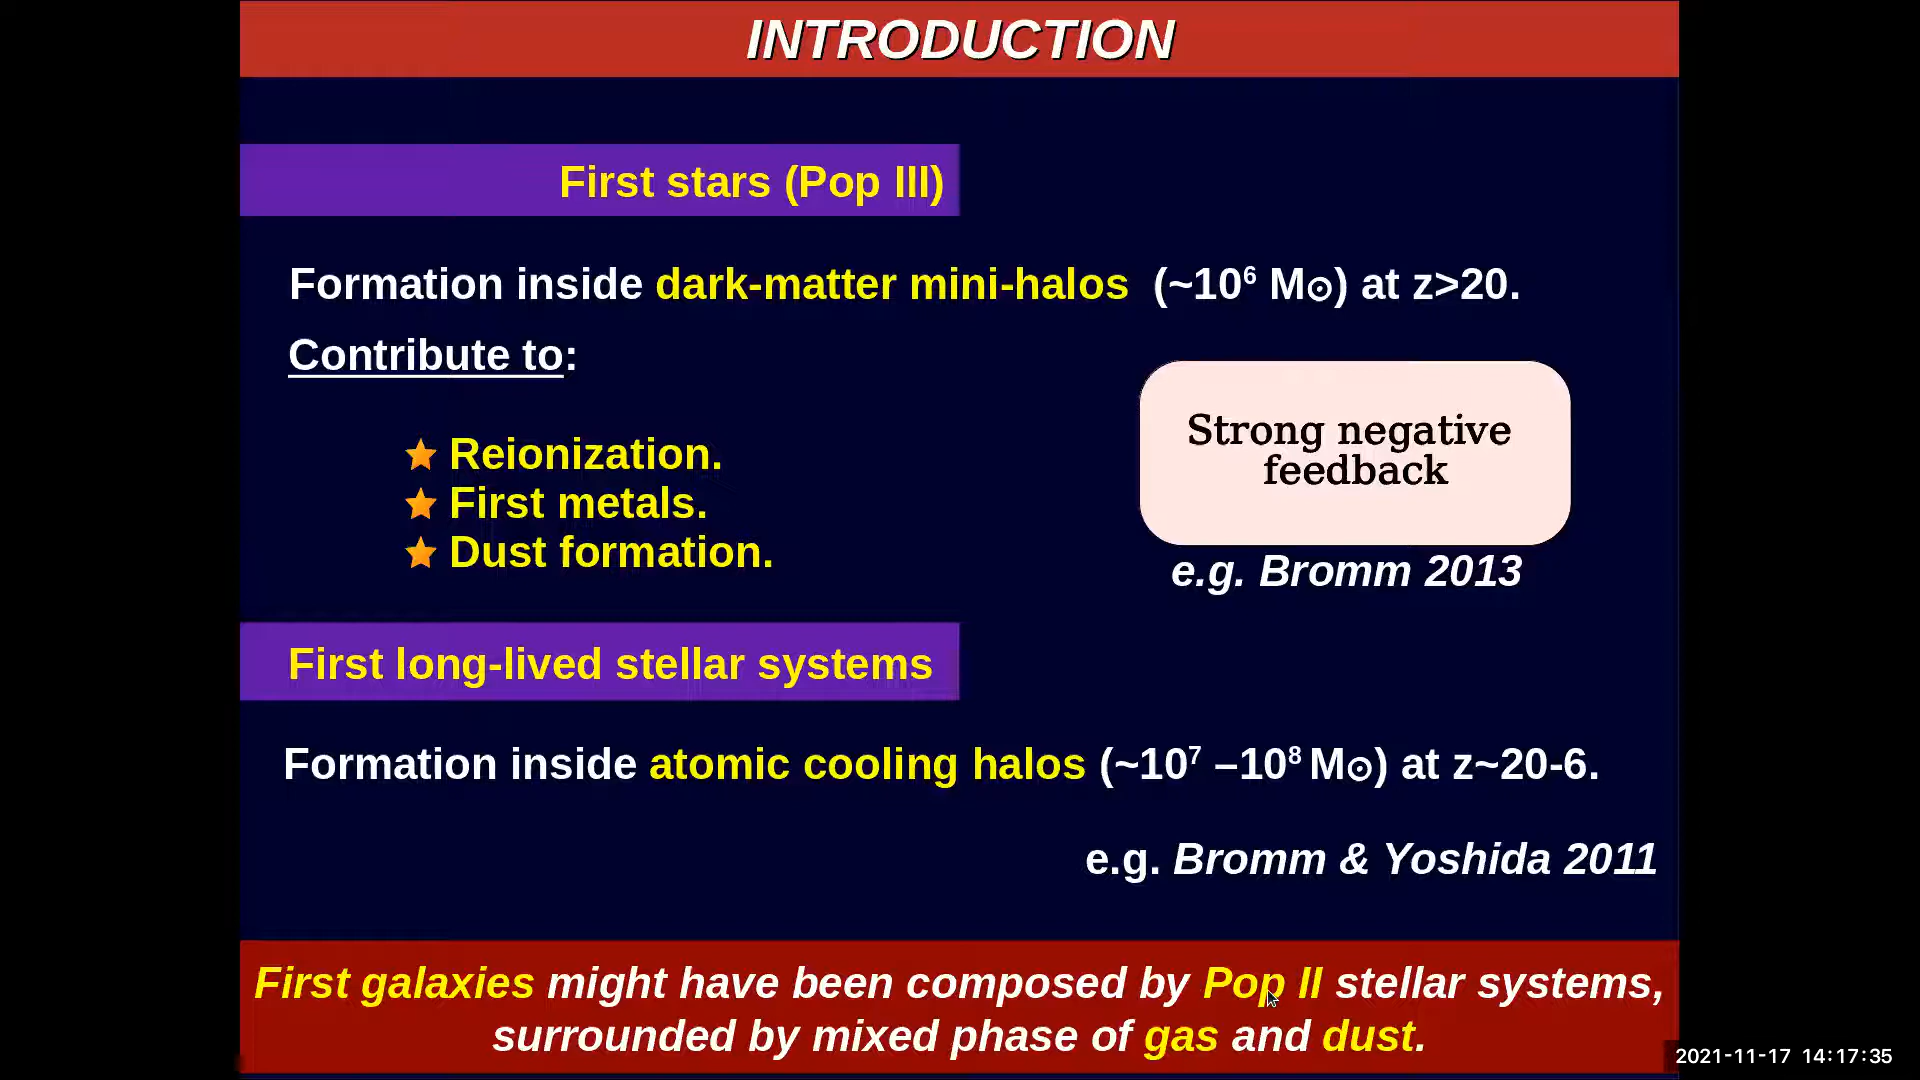 INTRODUCTION
First stars (Pop III)
Formation inside dark-matter mini-halos (~10⁶ M⊙) at z>20.
Contribute to:
Reionization.
First metals.
Dust formation.
Strong negative
feedback
e.g. Bromm 2013
First long-lived stellar systems
Formation inside atomic cooling halos (~10⁷ –10⁸ M⊙) at z~20-6.
e.g. Bromm & Yoshida 2011
First galaxies might have been composed by Pop II stellar systems,
surrounded by mixed phase of gas and dust.
2021-11-17 14:17:35